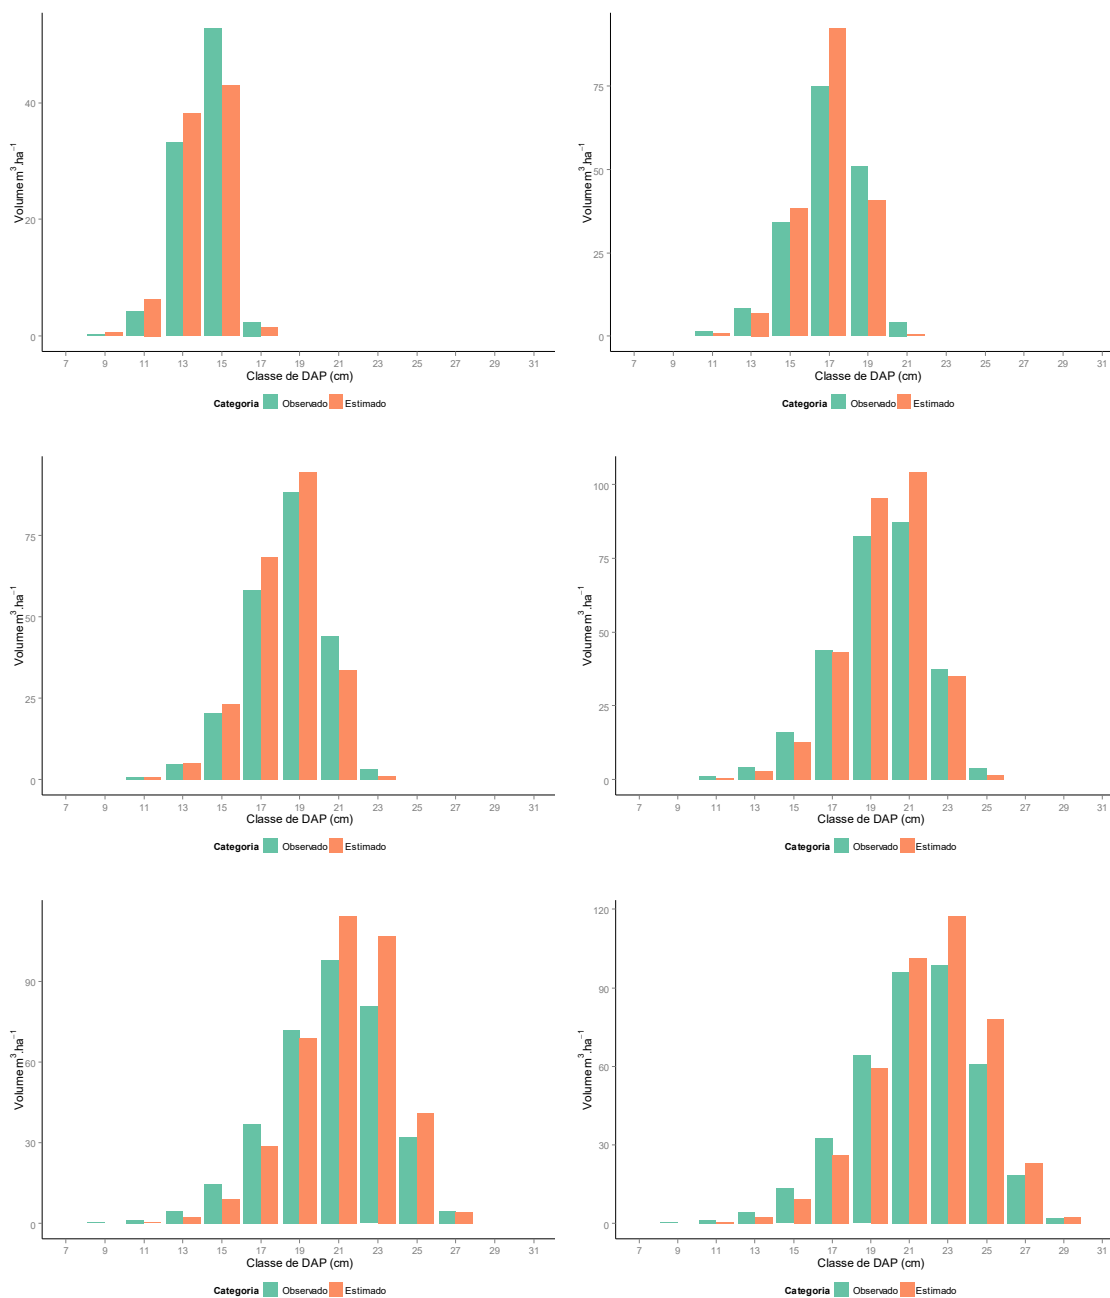 40
20
0
Volume m³.ha⁻¹
7 9 11 13 15 17 19 21 23 25 27 29 31
Classe de DAP (cm)
Categoria Observado Estimado
75
50
25
0
Volume m³.ha⁻¹
7 9 11 13 15 17 19 21 23 25 27 29 31
Classe de DAP (cm)
Categoria Observado Estimado
75
50
25
0
Volume m³.ha⁻¹
7 9 11 13 15 17 19 21 23 25 27 29 31
Classe de DAP (cm)
Categoria Observado Estimado
100
75
50
25
0
Volume m³.ha⁻¹
7 9 11 13 15 17 19 21 23 25 27 29 31
Classe de DAP (cm)
Categoria Observado Estimado
90
60
30
0
Volume m³.ha⁻¹
7 9 11 13 15 17 19 21 23 25 27 29 31
Classe de DAP (cm)
Categoria Observado Estimado
120
90
60
30
0
Volume m³.ha⁻¹
7 9 11 13 15 17 19 21 23 25 27 29 31
Classe de DAP (cm)
Categoria Observado Estimado